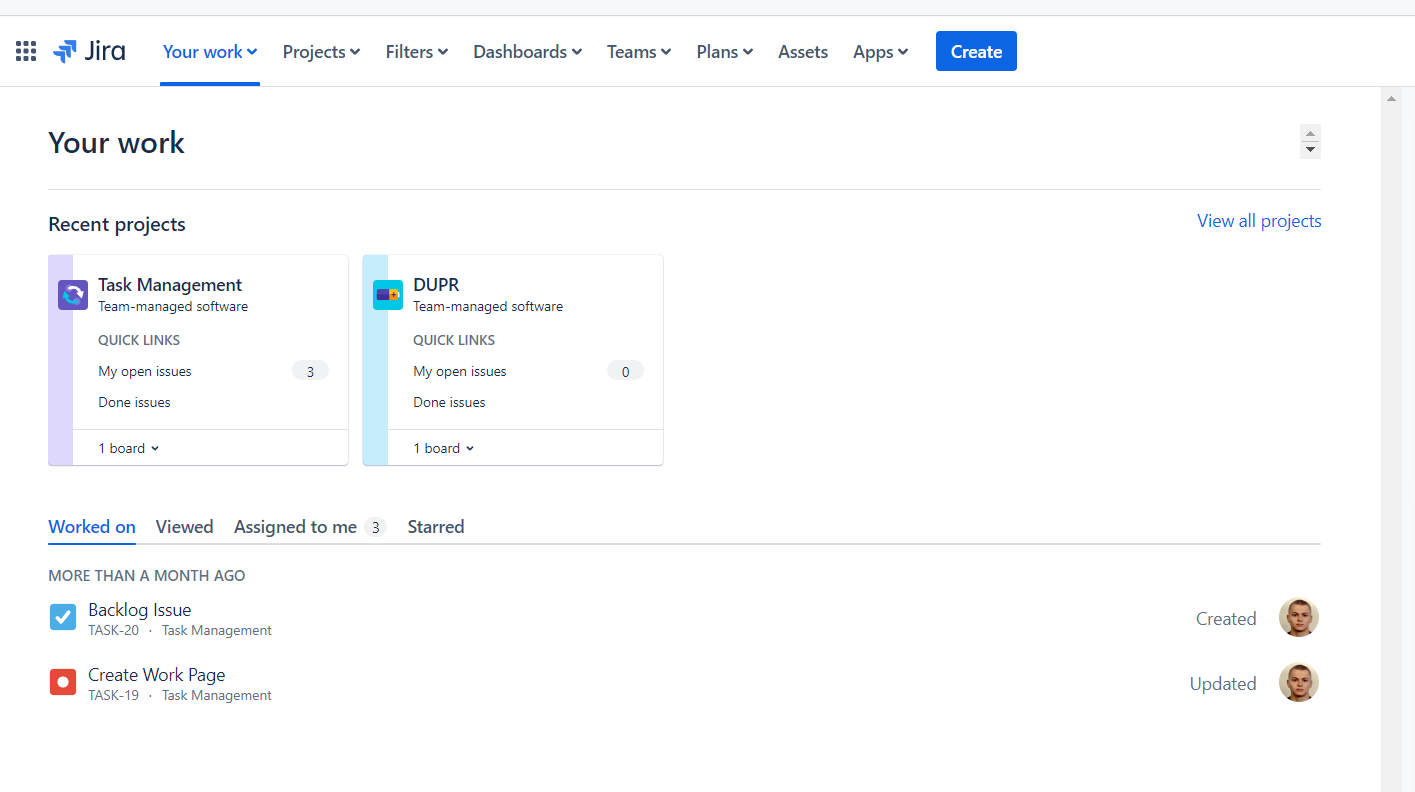 Jira Your work Projects Filters Dashboards Teams Plans Assets Apps Create
Your work
Recent projects View all projects
Task Management
Team-managed software
QUICK LINKS
My open issues 3
Done issues
1 board
DUPR
Team-managed software
QUICK LINKS
My open issues 0
Done issues
1 board
Worked on Viewed Assigned to me 3 Starred
MORE THAN A MONTH AGO
Backlog Issue
TASK-20 · Task Management
Created
Create Work Page
TASK-19 · Task Management
Updated